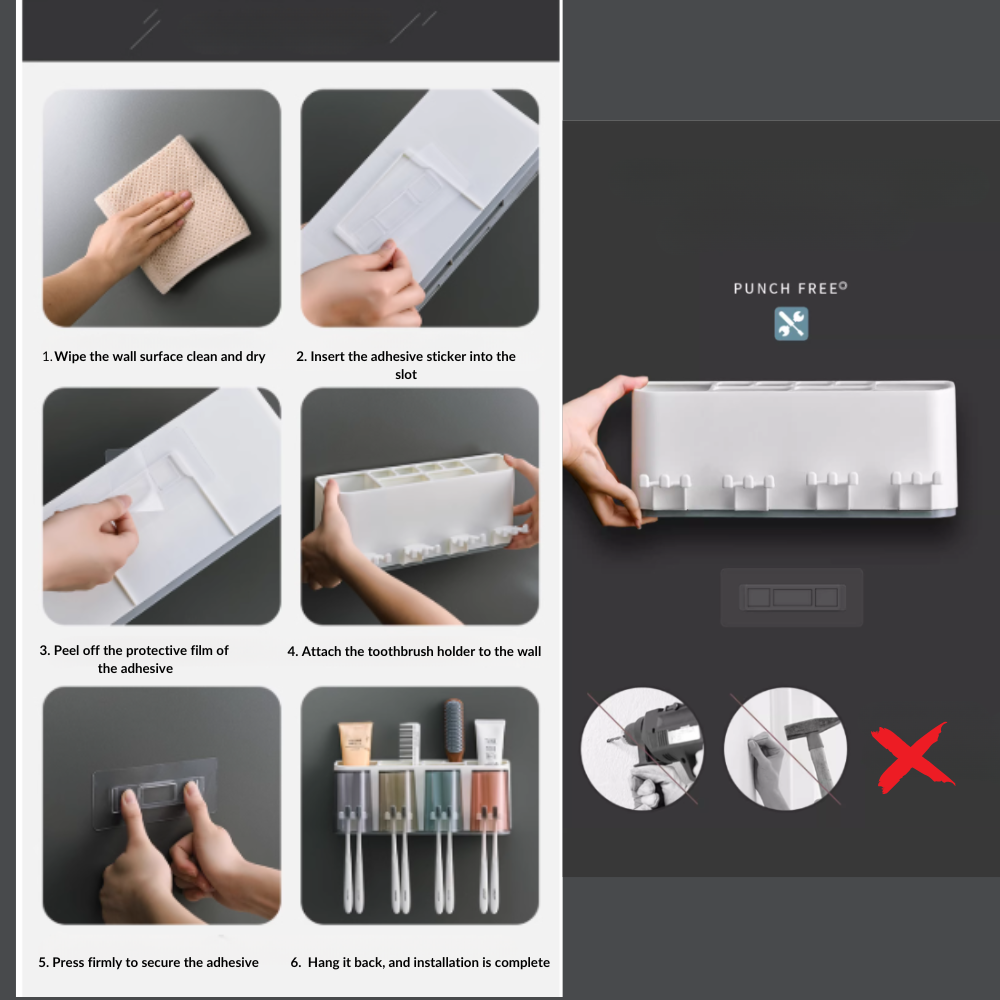 1. Wipe the wall surface clean and dry
2. Insert the adhesive sticker into the
slot
3. Peel off the protective film of
the adhesive
4. Attach the toothbrush holder to the wall
5. Press firmly to secure the adhesive
6. Hang it back, and installation is complete
PUNCH FREE